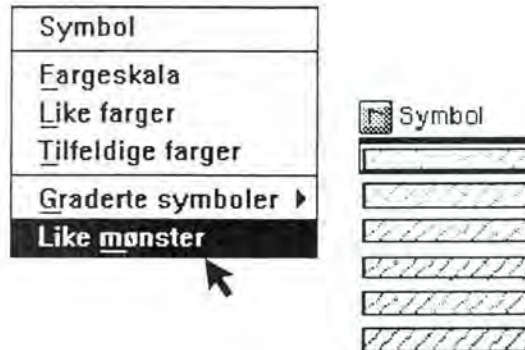 Symbol
Fargeskala
Like farger
Tilfeldige farger
Graderte symboler
Like mønster
Symbol